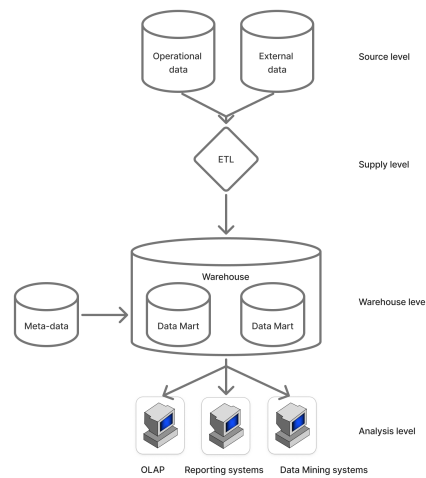 Operational
data
External
data
Source level
ETL
Supply level
Warehouse
Meta-data
Data Mart
Data Mart
Warehouse leve
Analysis level
OLAP
Reporting systems
Data Mining systems